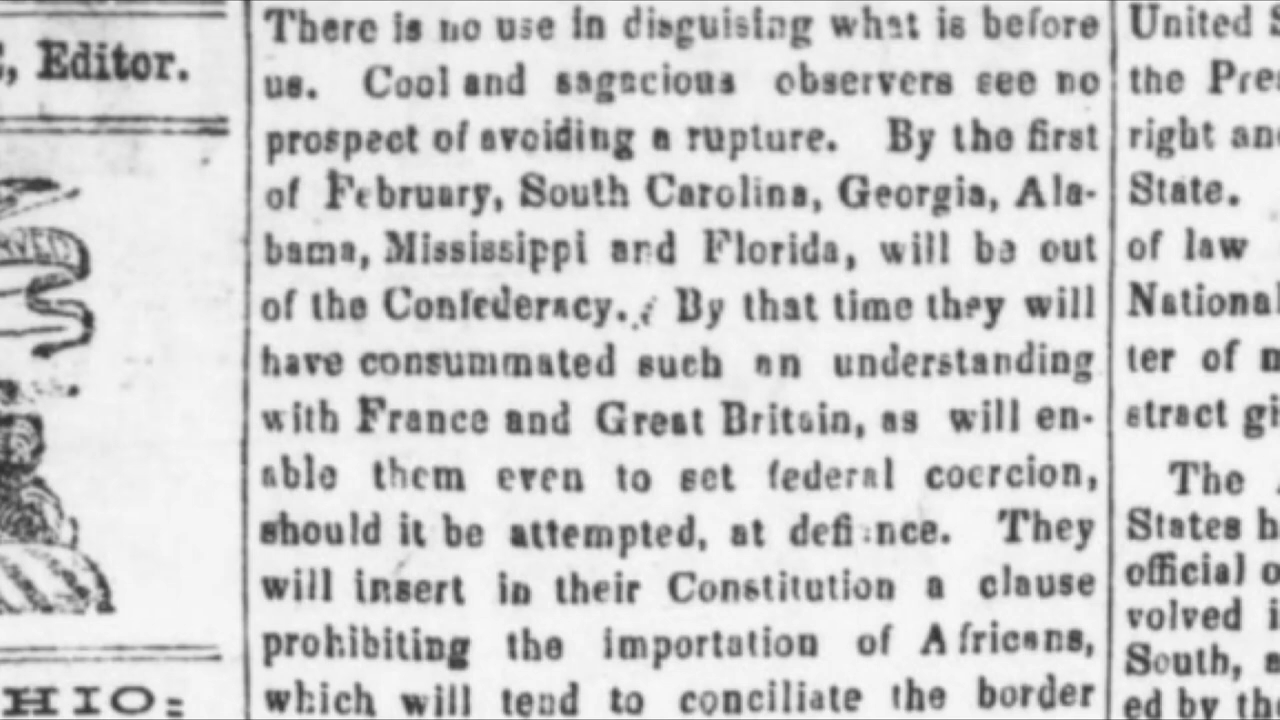 , Editor.
HIO:
There is no use in disguising what is before
us. Cool and sagacious observers see no
prospect of avoiding a rupture. By the first
of February, South Carolina, Georgia, Ala-
bama, Mississippi and Florida, will be out
of the Confederacy. By that time they will
have consummated such an understanding
with France and Great Britain, as will en-
able them even to set federal coercion,
should it be attempted, at defiance. They
will insert in their Constitution a clause
prohibiting the importation of Africans,
which will tend to conciliate the border
United S
the Pres
right and
State.
of law
National
ter of m
stract gi
The
States h
official o
volved i
South, a
ed by th